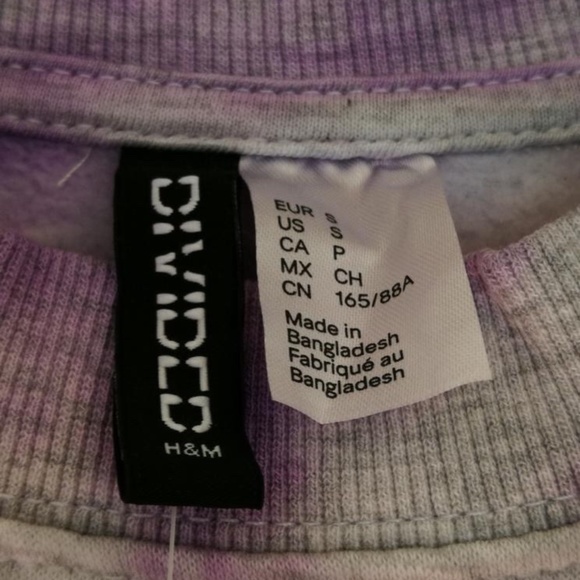 DIVIDED
H&M
EUR S
US S
CA P
MX CH
CN 165/88A
Made in
Bangladesh
Fabriqué au
Bangladesh